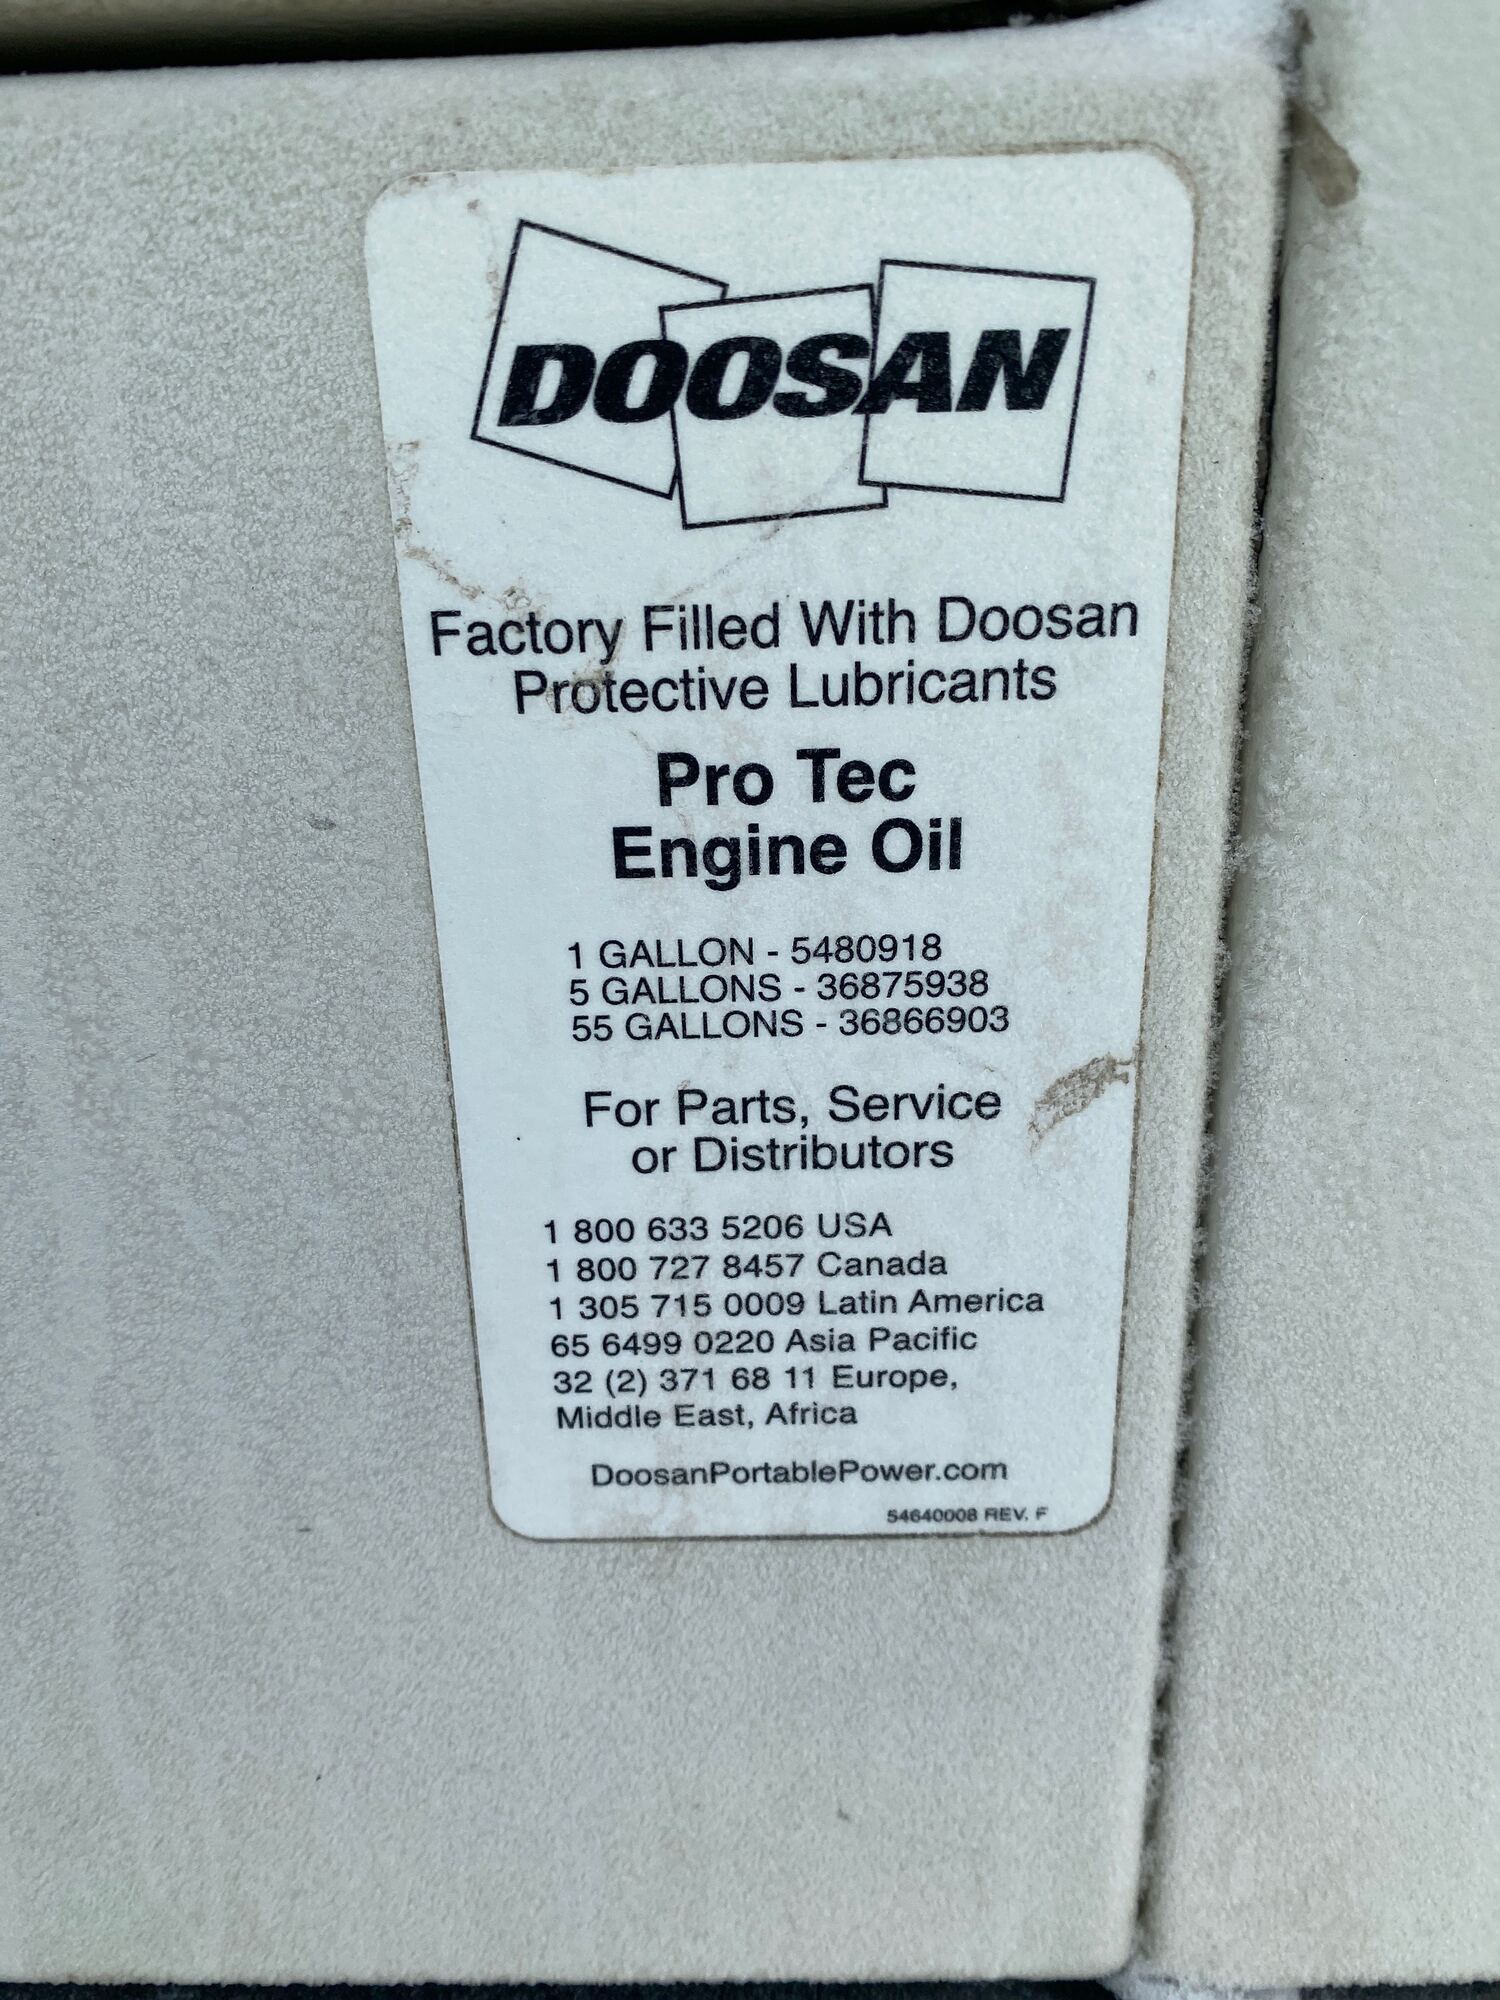 DOOSAN
Factory Filled With Doosan
Protective Lubricants
Pro Tec
Engine Oil
1 GALLON - 5480918
5 GALLONS - 36875938
55 GALLONS - 36866903
For Parts, Service
or Distributors
1 800 633 5206 USA
1 800 727 8457 Canada
1 305 715 0009 Latin America
65 6499 0220 Asia Pacific
32 (2) 371 68 11 Europe,
Middle East, Africa
DoosanPortablePower.com
54640008 REV. F